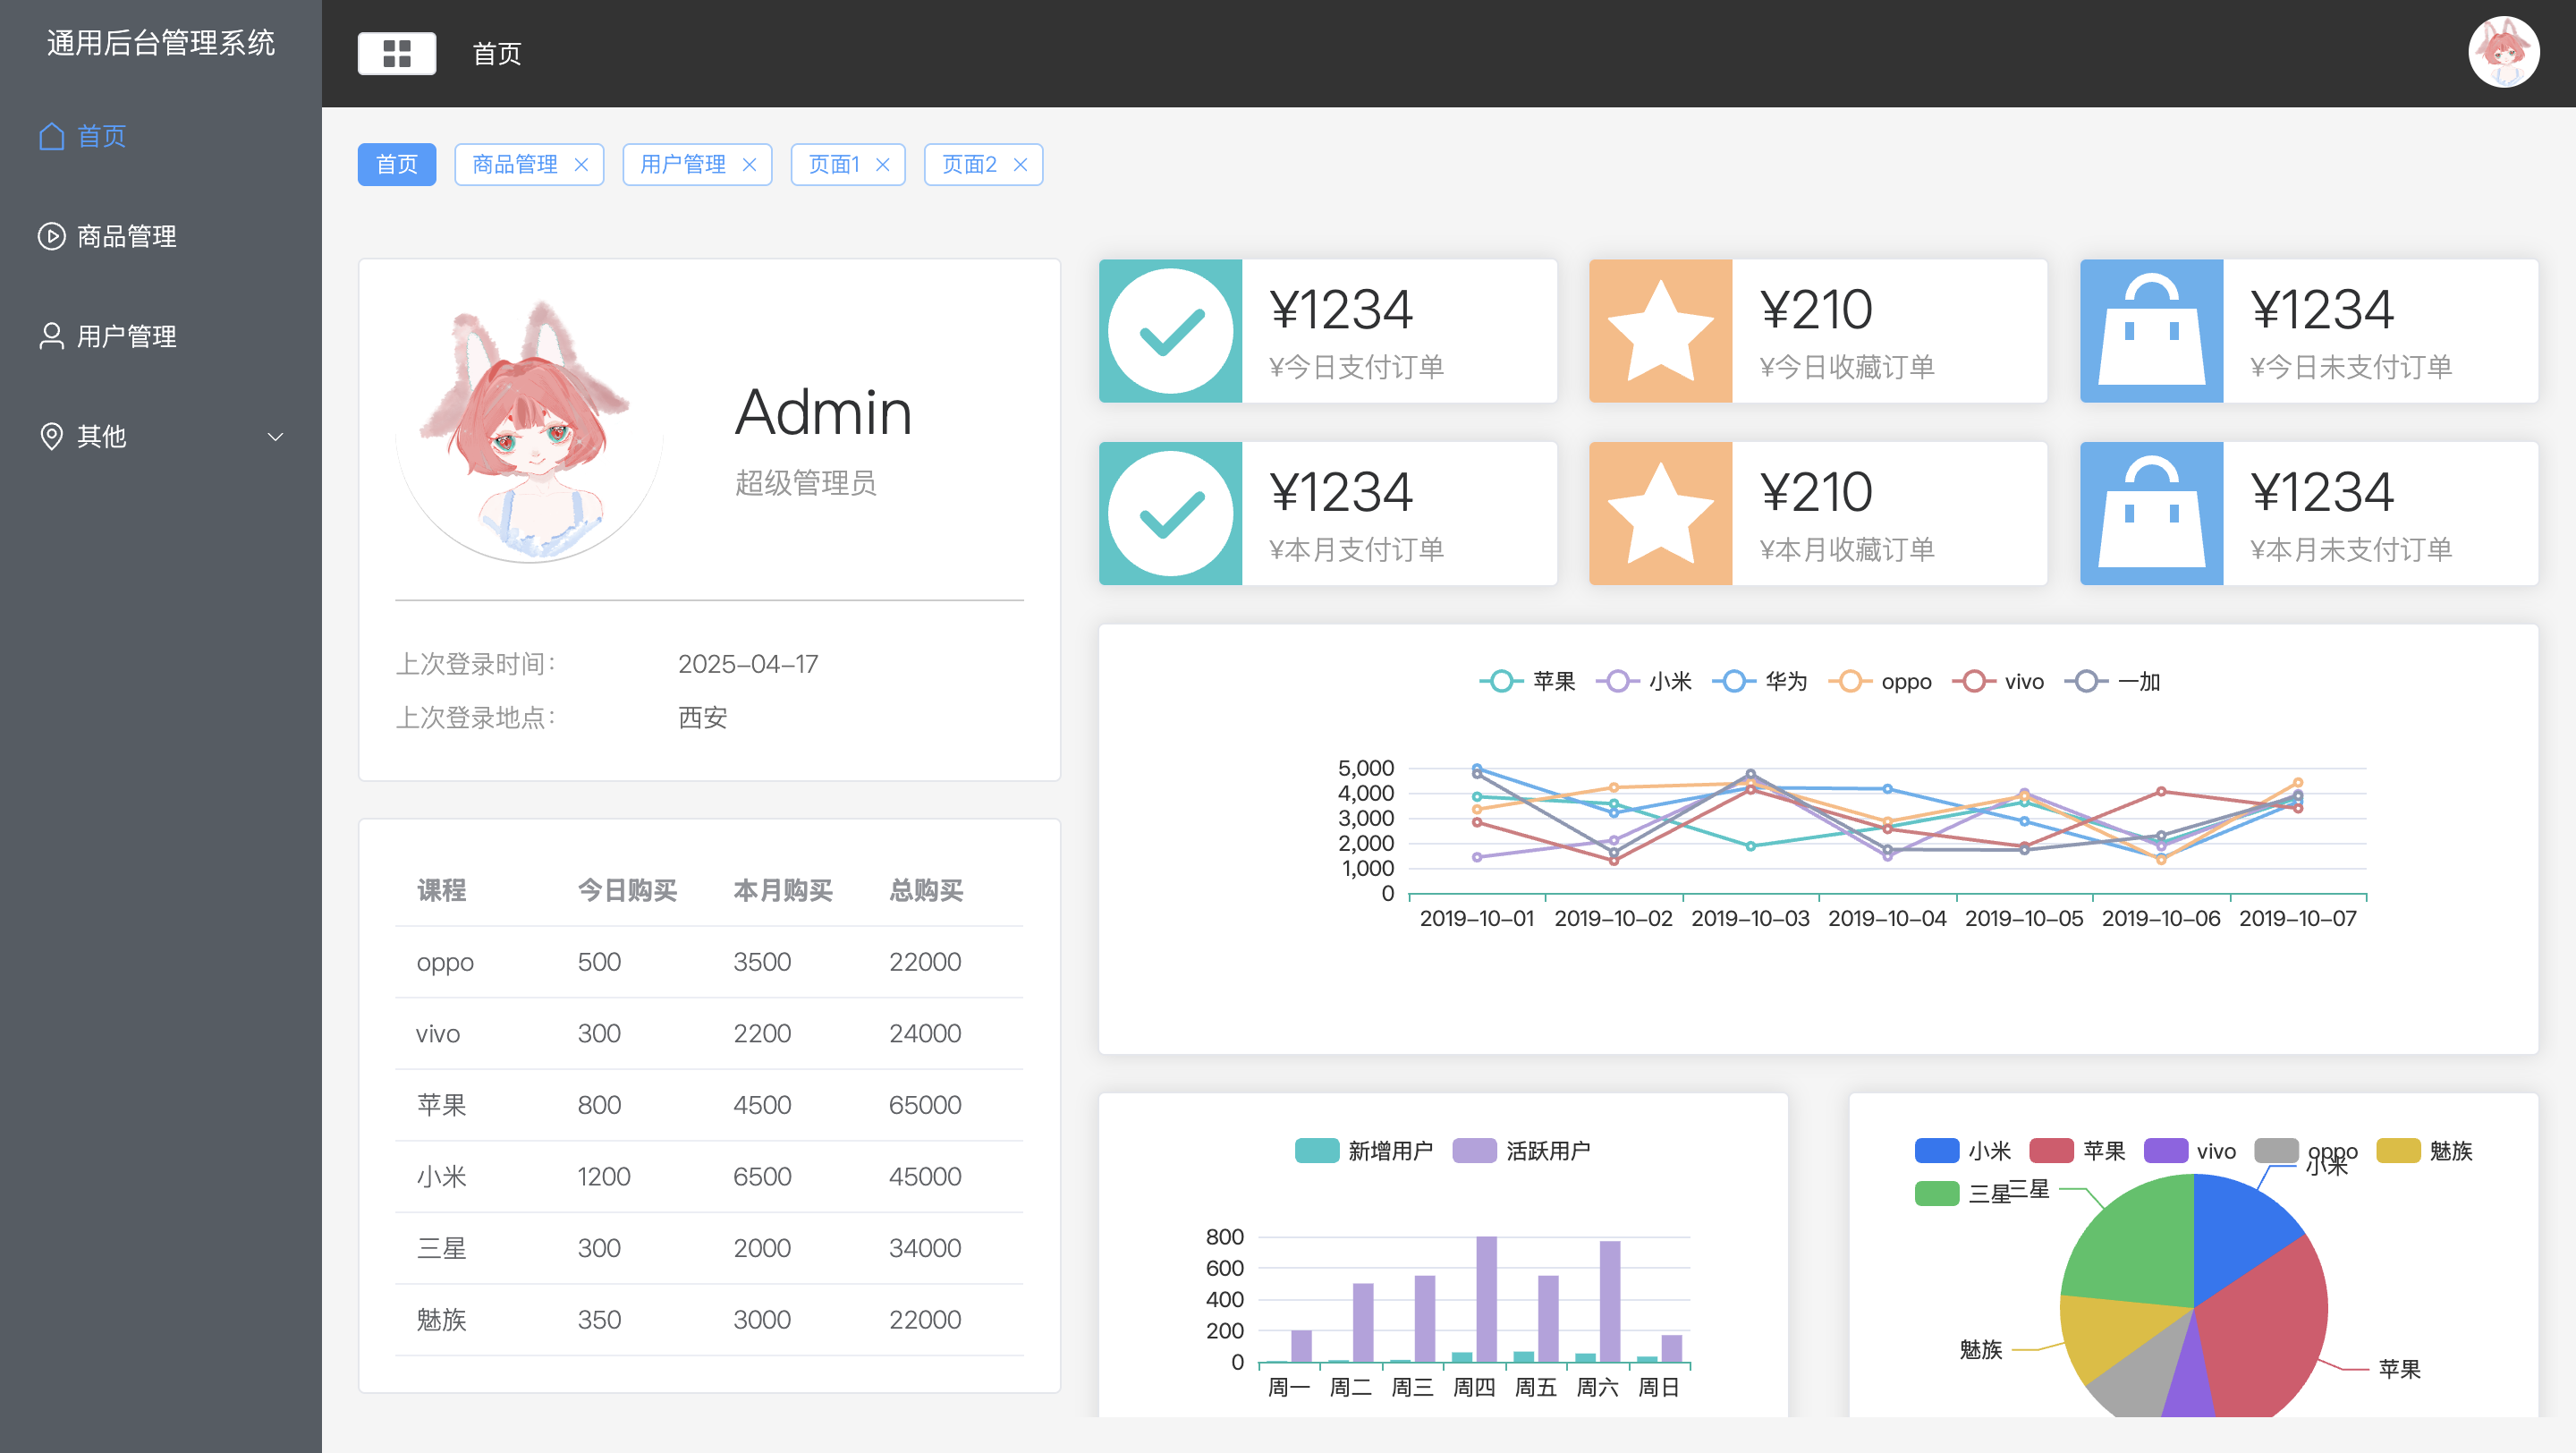 通用后台管理系统
首页
商品管理
用户管理
其他
首页
首页 商品管理 用户管理 页面1 页面2
Admin
超级管理员
上次登录时间： 2025-04-17
上次登录地点： 西安
课程 今日购买 本月购买 总购买
oppo 500 3500 22000
vivo 300 2200 24000
苹果 800 4500 65000
小米 1200 6500 45000
三星 300 2000 34000
魅族 350 3000 22000
¥1234
¥今日支付订单
¥210
¥今日收藏订单
¥1234
¥今日未支付订单
¥1234
¥本月支付订单
¥210
¥本月收藏订单
¥1234
¥本月未支付订单
苹果 小米 华为 oppo vivo 一加
5,000
4,000
3,000
2,000
1,000
0
2019-10-01 2019-10-02 2019-10-03 2019-10-04 2019-10-05 2019-10-06 2019-10-07
新增用户 活跃用户
800
600
400
200
0
周一 周二 周三 周四 周五 周六 周日
小米 苹果 vivo oppo 魅族
三星
小米
三星
魅族
苹果